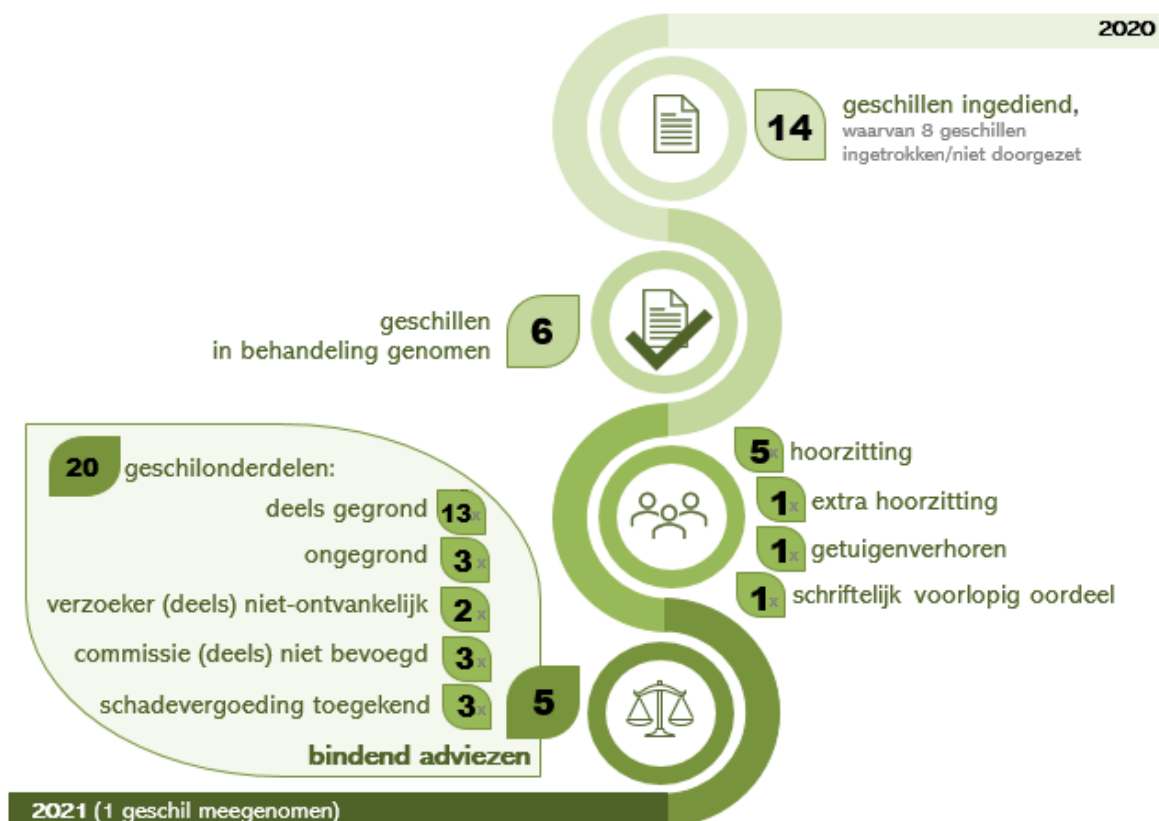 2020
14
geschillen ingediend,
waarvan 8 geschillen
ingetrokken/niet doorgezet
geschillen
in behandeling genomen
6
5x hoorzitting
1x extra hoorzitting
1x getuigenverhoren
1x schriftelijk voorlopig oordeel
20 geschilonderdelen:
deels gegrond 13x
ongegrond 3x
verzoeker (deels) niet-ontvankelijk 2x
commissie (deels) niet bevoegd 3x
schadevergoeding toegekend 3x
5
bindend adviezen
2021 (1 geschil meegenomen)